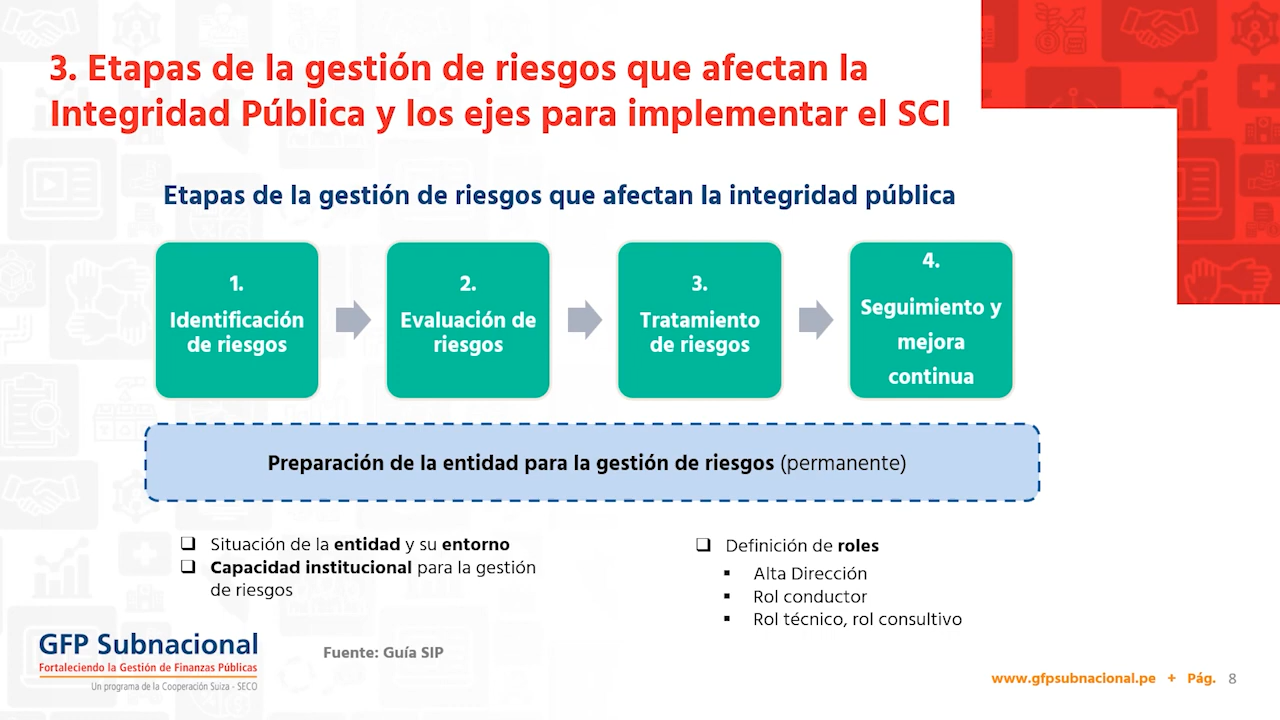 3. Etapas de la gestión de riesgos que afectan la
Integridad Pública y los ejes para implementar el SCI
Etapas de la gestión de riesgos que afectan la integridad pública
1.
Identificación
de riesgos
2.
Evaluación de
riesgos
3.
Tratamiento
de riesgos
4.
Seguimiento y
mejora
continua
Preparación de la entidad para la gestión de riesgos (permanente)
❑ Situación de la entidad y su entorno
❑ Capacidad institucional para la gestión
de riesgos
❑ Definición de roles
▪ Alta Dirección
▪ Rol conductor
▪ Rol técnico, rol consultivo
GFP Subnacional
Fortaleciendo la Gestión de Finanzas Públicas
Un programa de la Cooperación Suiza - SECO
Fuente: Guía SIP
www.gfpsubnacional.pe + Pág. 8